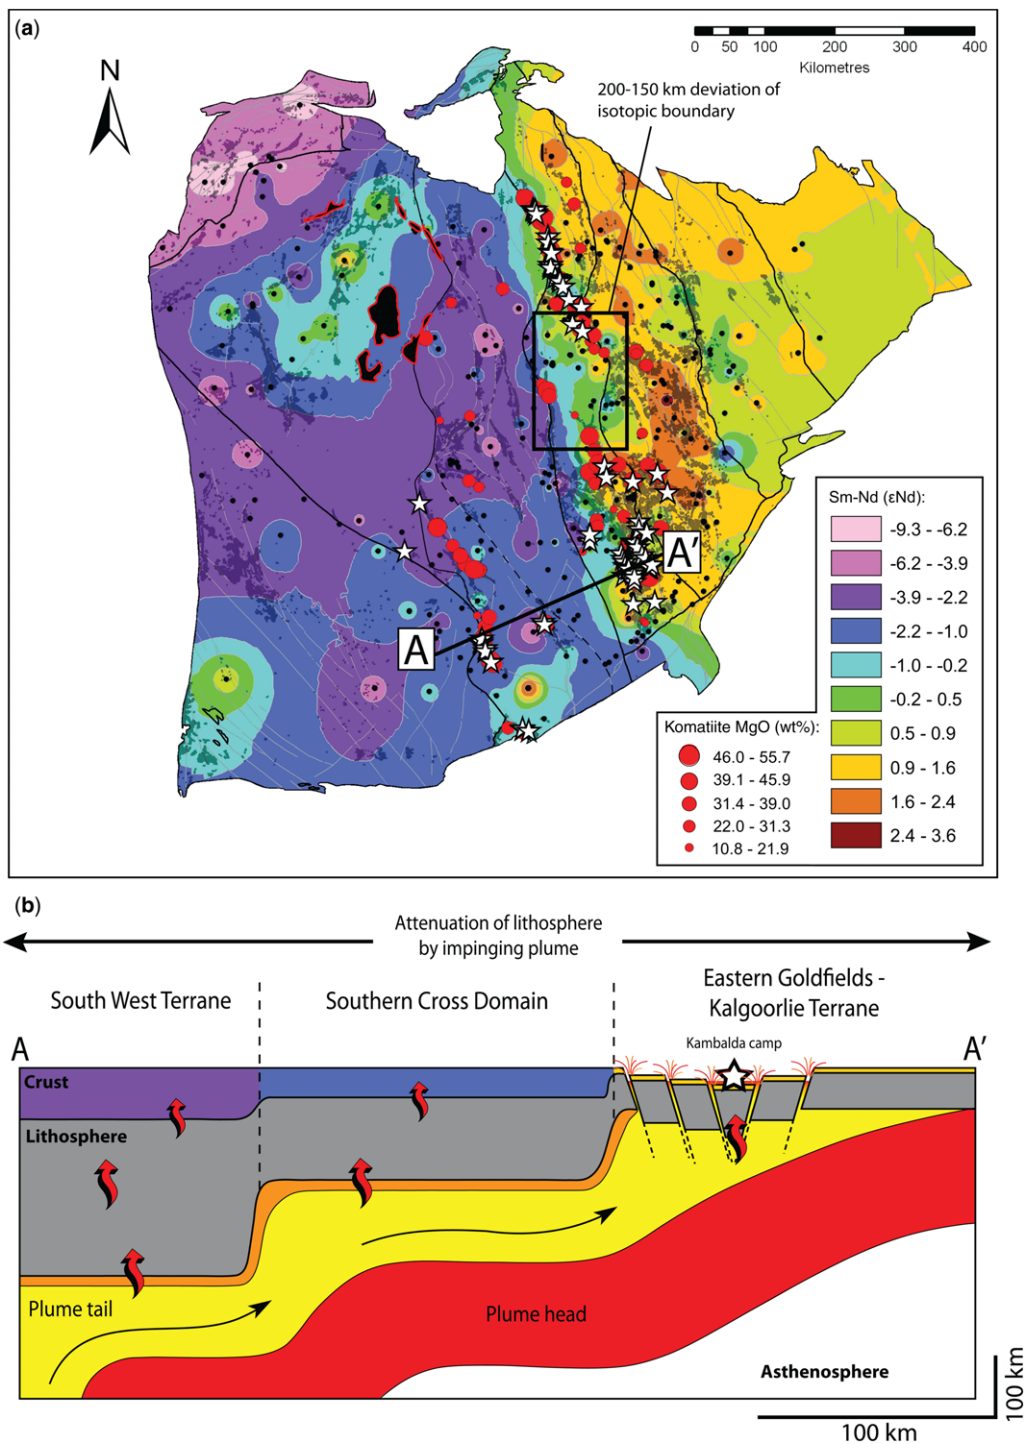 (a)
N
0 50 100 200 300 400
Kilometres
200-150 km deviation of
isotopic boundary
A
A'
Sm-Nd (εNd):
-9.3 - -6.2
-6.2 - -3.9
-3.9 - -2.2
-2.2 - -1.0
-1.0 - -0.2
-0.2 - 0.5
0.5 - 0.9
0.9 - 1.6
1.6 - 2.4
2.4 - 3.6
Komatiite MgO (wt%):
46.0 - 55.7
39.1 - 45.9
31.4 - 39.0
22.0 - 31.3
10.8 - 21.9
(b)
Attenuation of lithosphere
by impinging plume
South West Terrane
Southern Cross Domain
Eastern Goldfields -
Kalgoorlie Terrane
Kambalda camp
A
A'
Crust
Lithosphere
Plume tail
Plume head
Asthenosphere
100 km
100 km